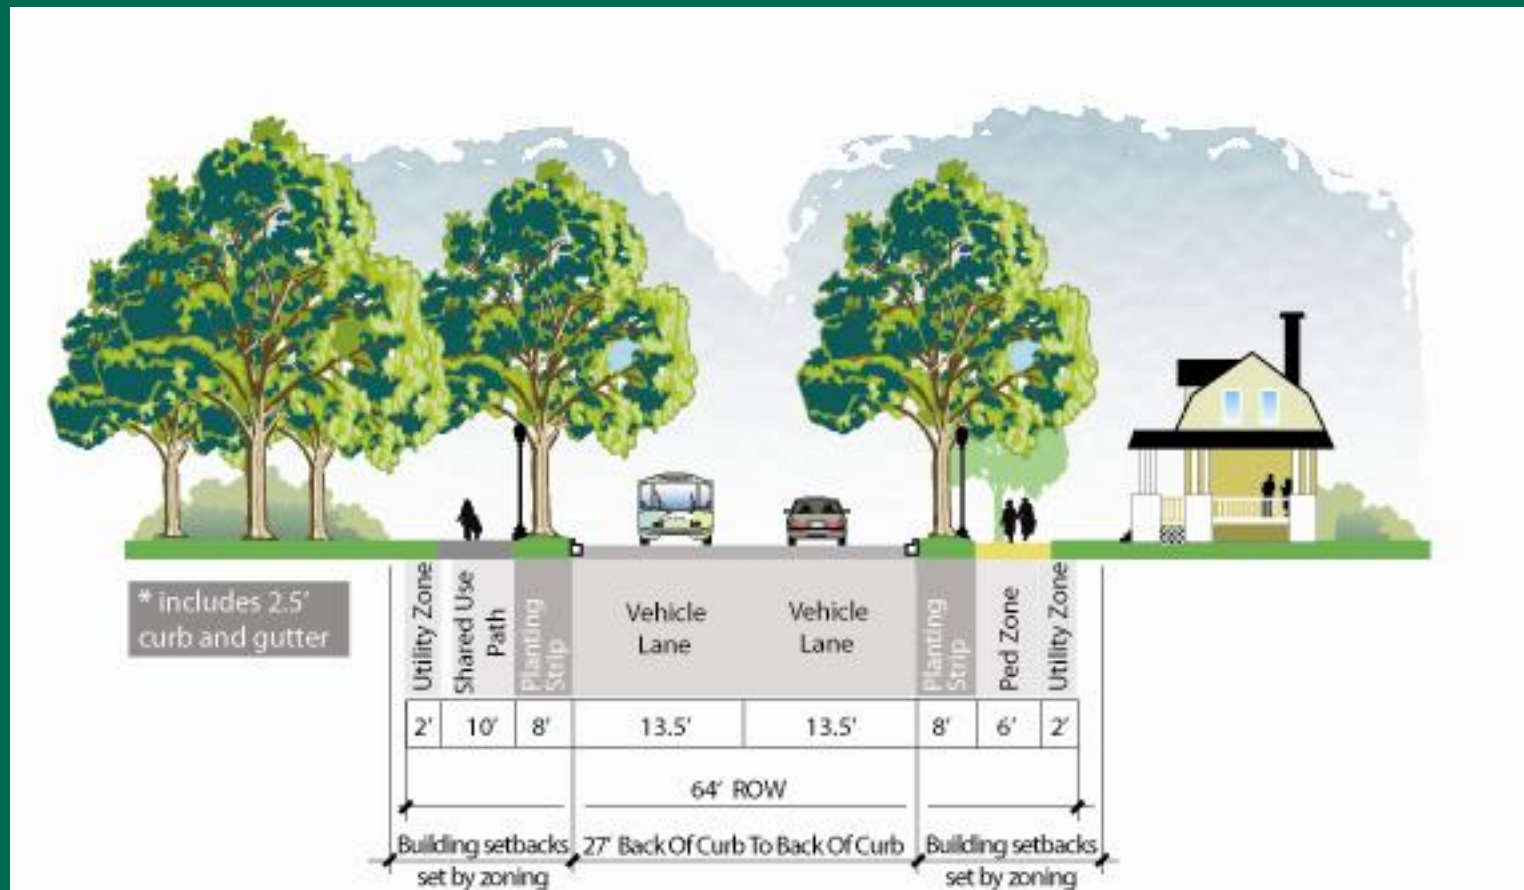 * includes 2.5'
curb and gutter
Utility Zone
Shared Use
Path
Planting
Strip
Vehicle
Lane
Vehicle
Lane
Planting
Strip
Ped Zone
Utility Zone
2'
10'
8'
13.5'
13.5'
8'
6'
2'
64' ROW
Building setbacks
set by zoning
27' Back Of Curb To Back Of Curb
Building setbacks
set by zoning